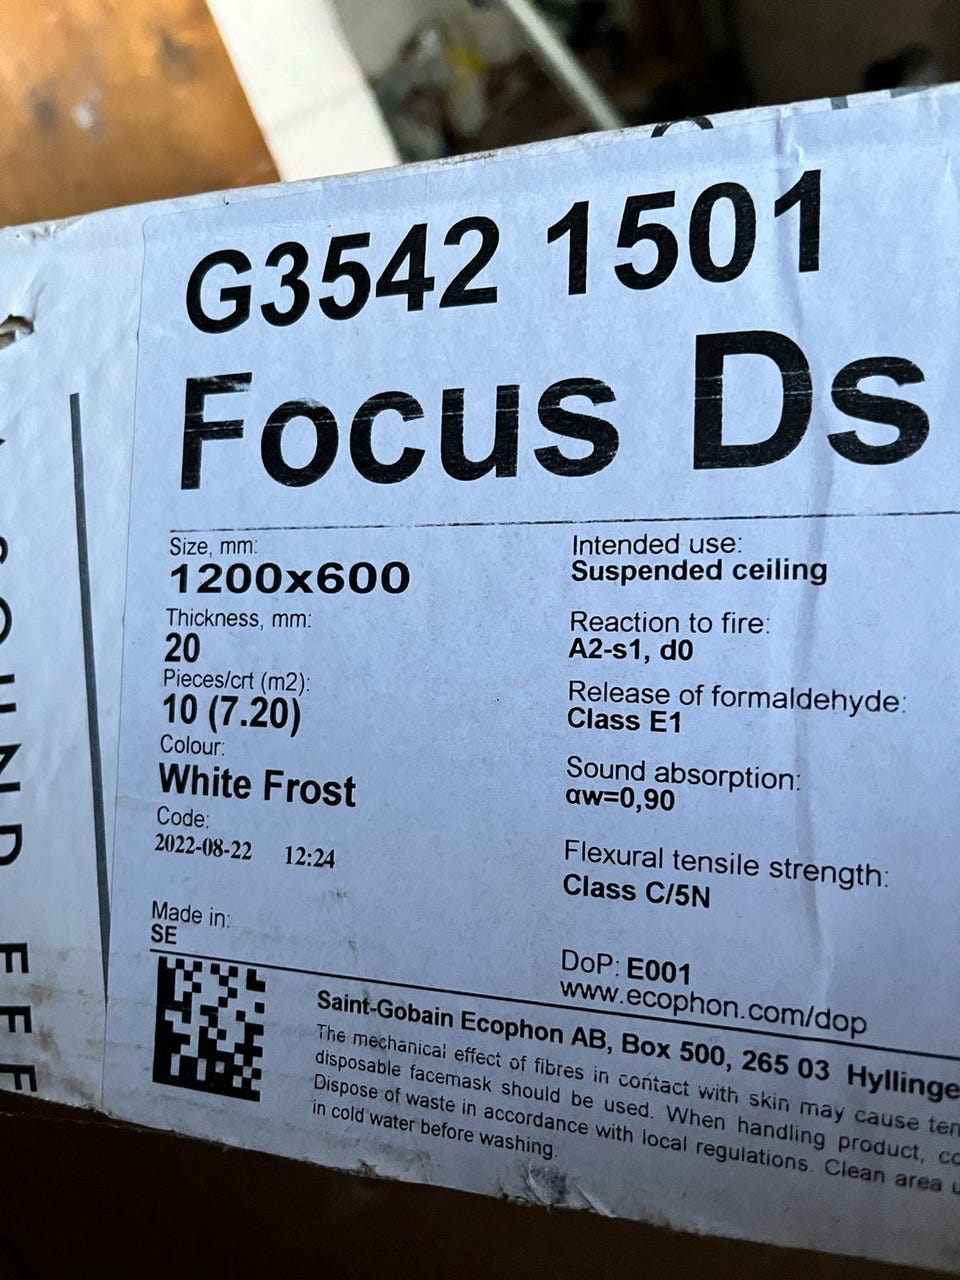 G3542 1501
Focus Ds
Size, mm:
1200x600
Thickness, mm:
20
Pieces/crt (m2):
10 (7.20)
Colour:
White Frost
Code:
2022-08-22 12:24
Made in:
SE
Intended use:
Suspended ceiling
Reaction to fire:
A2-s1, d0
Release of formaldehyde:
Class E1
Sound absorption:
αw=0,90
Flexural tensile strength:
Class C/5N
DoP: E001
www.ecophon.com/dop
Saint-Gobain Ecophon AB, Box 500, 265 03 Hyllinge
The mechanical effect of fibres in contact with skin may cause
disposable facemask should be used. When handling product,
Dispose of waste in accordance with local regulations. Clean area
in cold water before washing.
SOUND